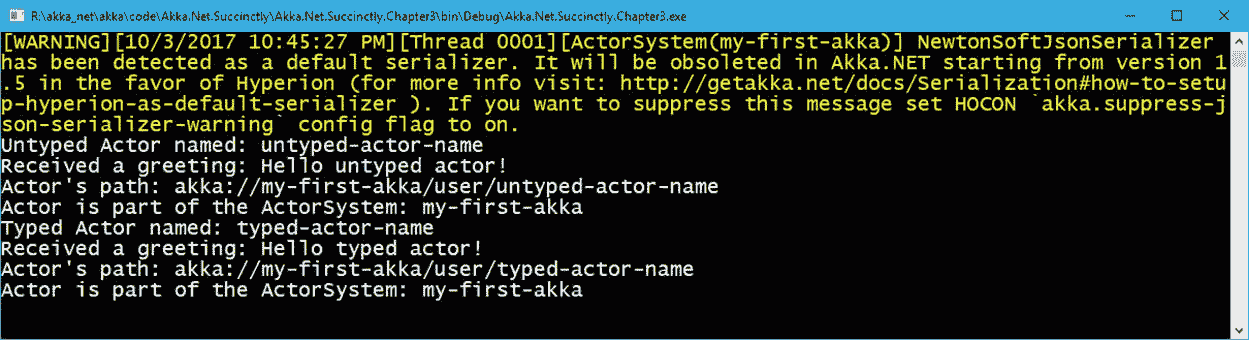 R:\akka_net\akka\code\Akka.Net.Succinctly\Akka.Net.Succinctly.Chapter3\bin\Debug\Akka.Net.Succinctly.Chapter3.exe
[WARNING][10/3/2017 10:45:27 PM][Thread 0001][ActorSystem(my-first-akka)] NewtonSoftJsonSerializer
has been detected as a default serializer. It will be obsoleted in Akka.NET starting from version 1
.5 in the favor of Hyperion (for more info visit: http://getakka.net/docs/Serialization#how-to-setu
p-hyperion-as-default-serializer ). If you want to suppress this message set HOCON `akka.suppress-j
son-serializer-warning` config flag to on.
Untyped Actor named: untyped-actor-name
Received a greeting: Hello untyped actor!
Actor's path: akka://my-first-akka/user/untyped-actor-name
Actor is part of the ActorSystem: my-first-akka
Typed Actor named: typed-actor-name
Received a greeting: Hello typed actor!
Actor's path: akka://my-first-akka/user/typed-actor-name
Actor is part of the ActorSystem: my-first-akka